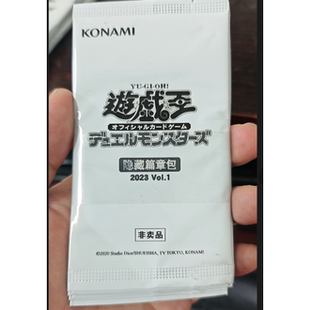 KONAMI
YU-GI-OH!
遊戯王
オフィシャルカードゲーム
デュエルモンスターズ
隐藏篇章包
2023 Vol.1
非卖品
©2020 Studio Dice/SHUEISHA, TV TOKYO, KONAMI